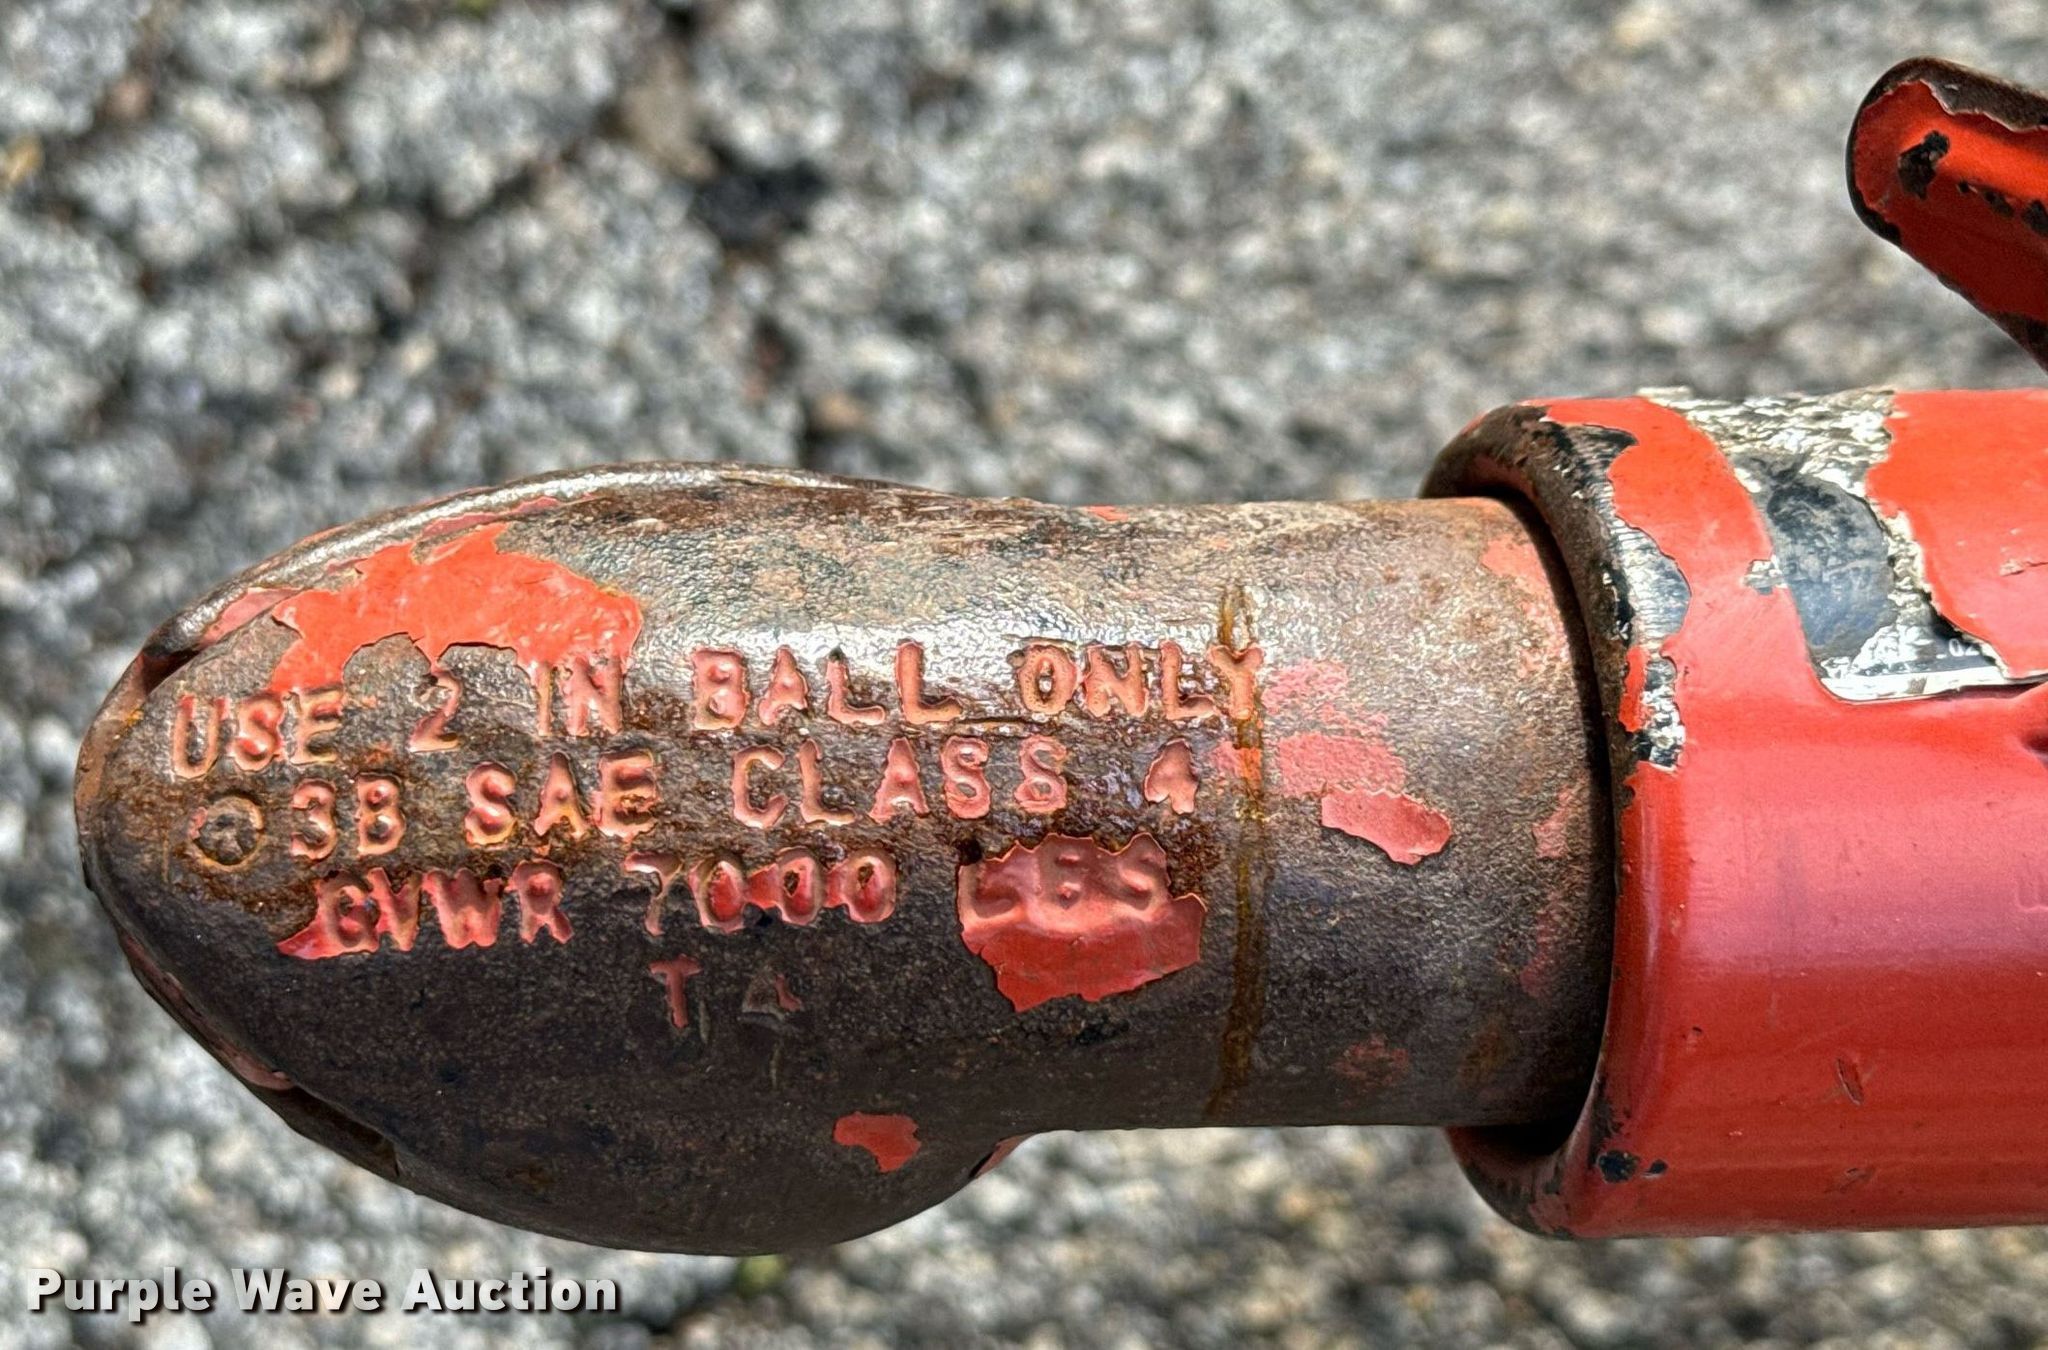 USE 2 IN BALL ONLY
3B SAE CLASS 4
GVWR 7000 LBS
Purple Wave Auction